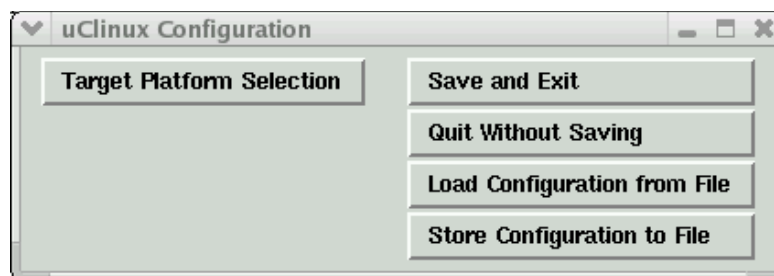 uClinux Configuration
Target Platform Selection
Save and Exit
Quit Without Saving
Load Configuration from File
Store Configuration to File